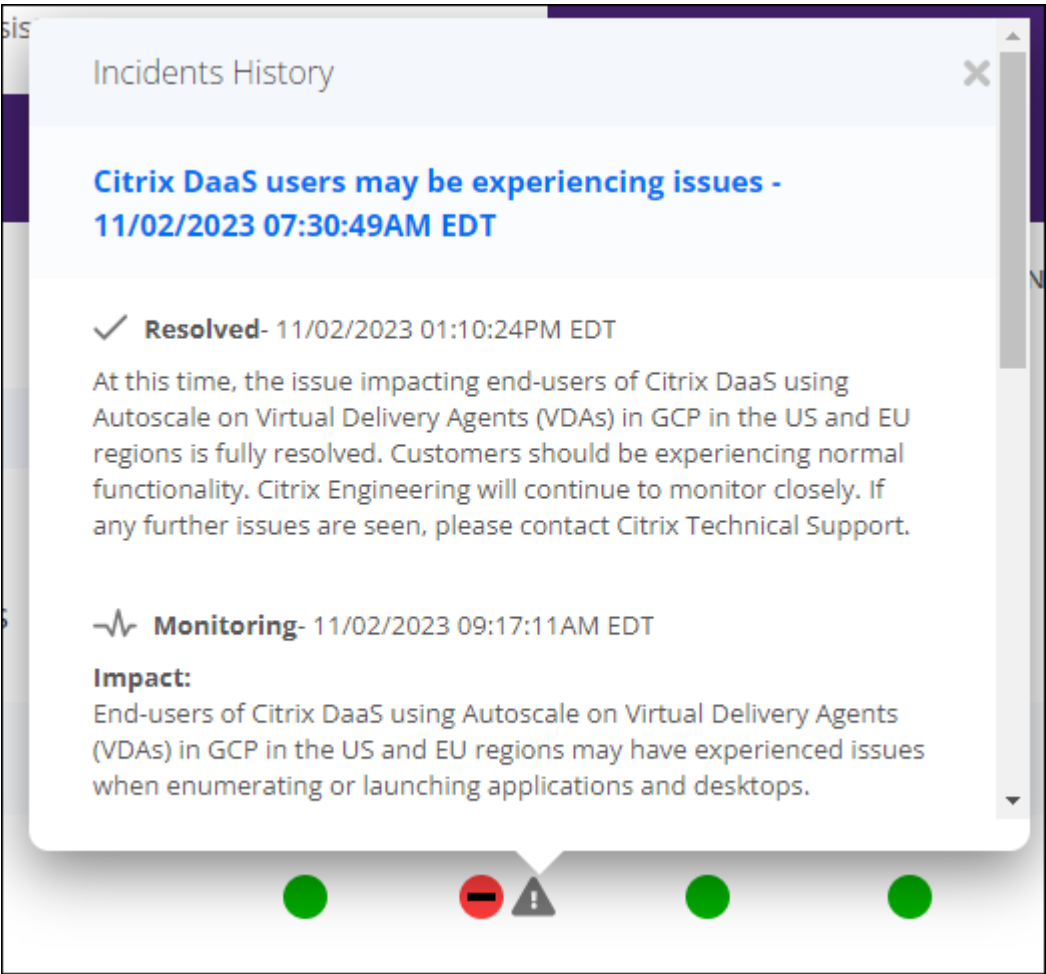 sis
Incidents History
Citrix DaaS users may be experiencing issues -
11/02/2023 07:30:49AM EDT
N
Resolved- 11/02/2023 01:10:24PM EDT
At this time, the issue impacting end-users of Citrix DaaS using
Autoscale on Virtual Delivery Agents (VDAs) in GCP in the US and EU
regions is fully resolved. Customers should be experiencing normal
functionality. Citrix Engineering will continue to monitor closely. If
any further issues are seen, please contact Citrix Technical Support.
s
Monitoring- 11/02/2023 09:17:11AM EDT
Impact:
End-users of Citrix DaaS using Autoscale on Virtual Delivery Agents
(VDAs) in GCP in the US and EU regions may have experienced issues
when enumerating or launching applications and desktops.